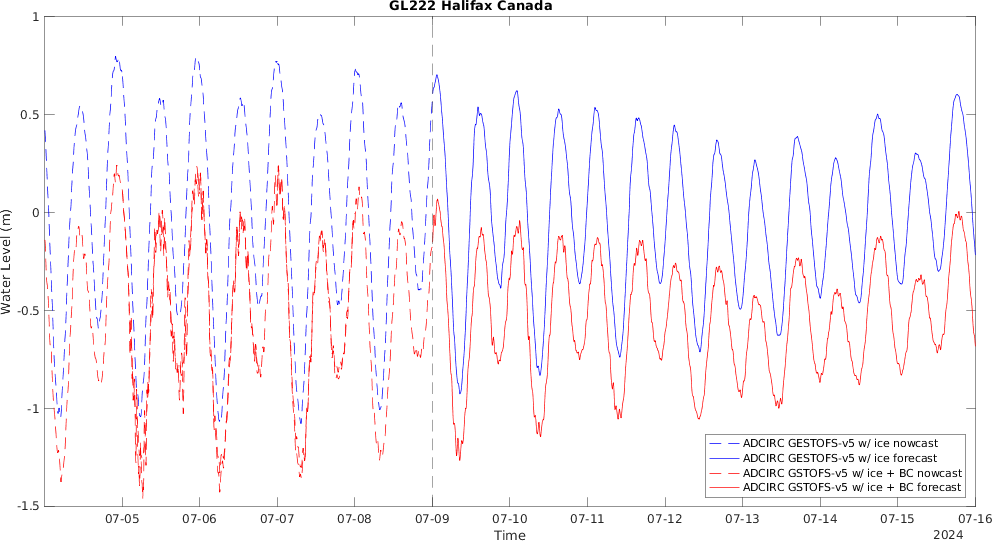 GL222 Halifax Canada
Water Level (m)
1
0.5
0
-0.5
-1
-1.5
ADCIRC GESTOFS-v5 w/ ice nowcast
ADCIRC GESTOFS-v5 w/ ice forecast
ADCIRC GSTOFS-v5 w/ ice + BC nowcast
ADCIRC GSTOFS-v5 w/ ice + BC forecast
07-05 07-06 07-07 07-08 07-09 07-10 07-11 07-12 07-13 07-14 07-15 07-16
Time
2024